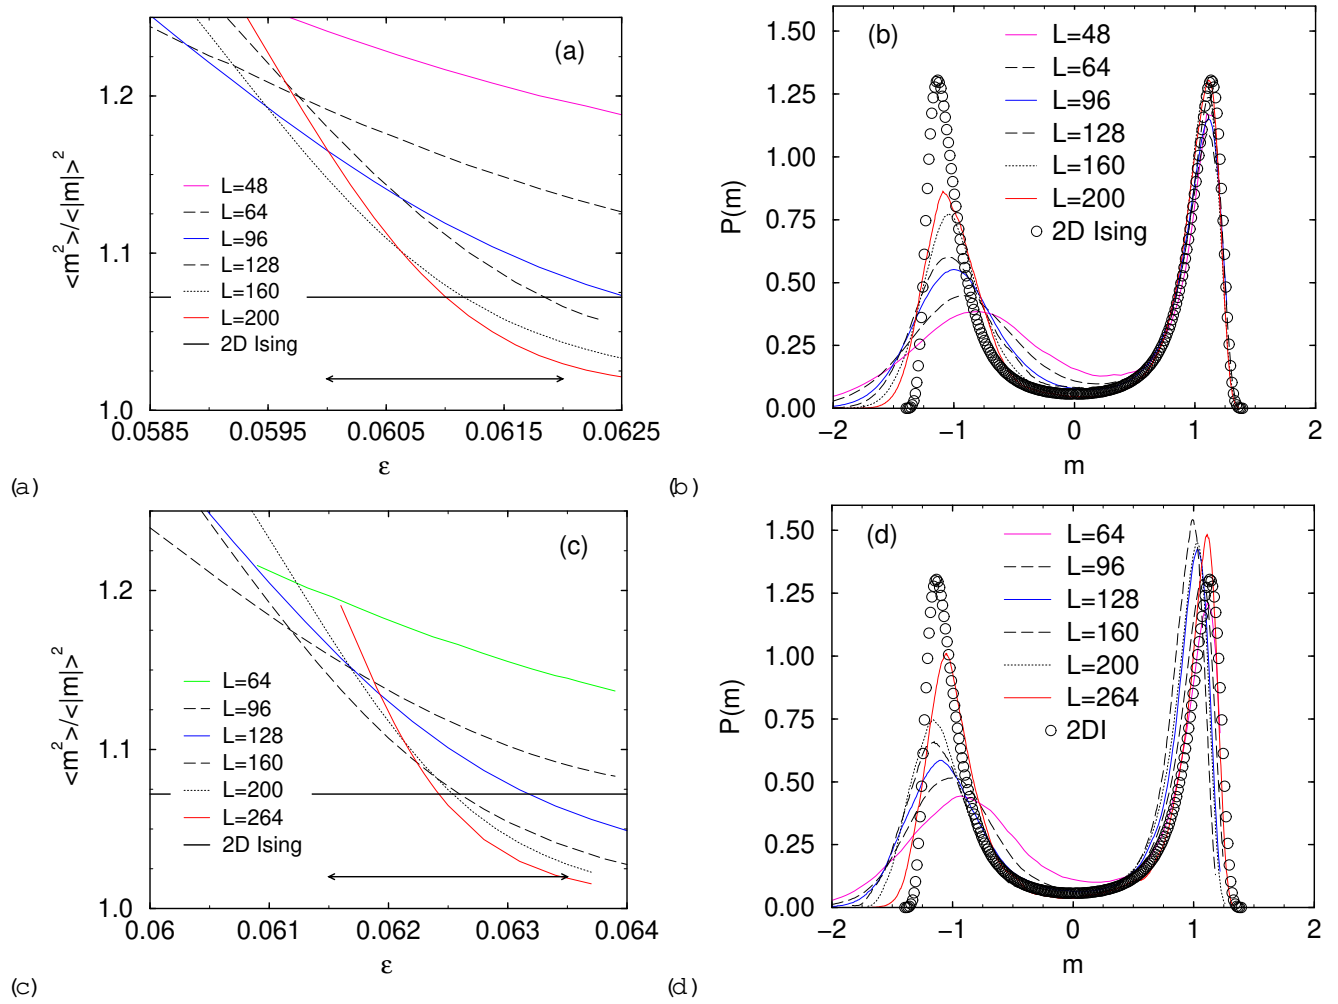 (a)
1.2
1.1
1.0
<m²>/<|m|>²
L=48
L=64
L=96
L=128
L=160
L=200
2D Ising
0.0585
0.0595
0.0605
0.0615
0.0625
ε
(a)
(b)
1.50
1.25
1.00
0.75
0.50
0.25
0.00
P(m)
L=48
L=64
L=96
L=128
L=160
L=200
2D Ising
−2
−1
0
1
2
m
(b)
(c)
1.2
1.1
1.0
<m²>/<|m|>²
L=64
L=96
L=128
L=160
L=200
L=264
2D Ising
0.06
0.061
0.062
0.063
0.064
ε
(c)
(d)
1.50
1.25
1.00
0.75
0.50
0.25
0.00
P(m)
L=64
L=96
L=128
L=160
L=200
L=264
2DI
−2
−1
0
1
2
m
(d)